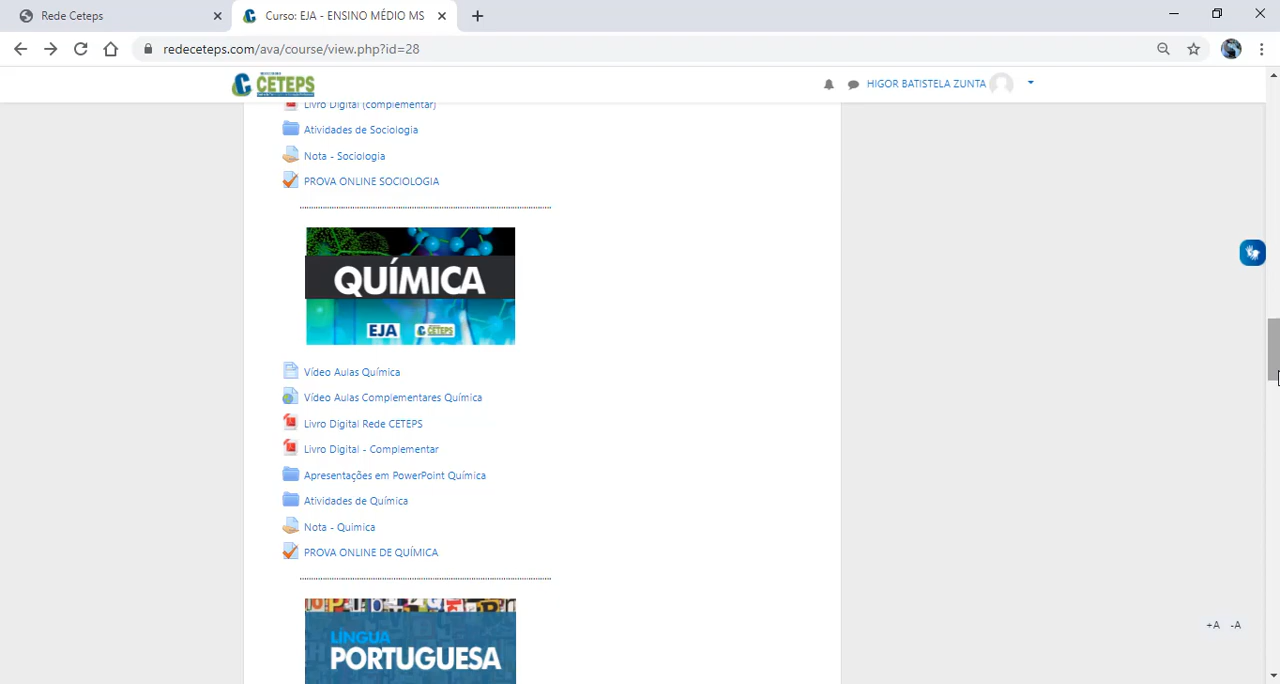 Rede Ceteps
Curso: EJA - ENSINO MÉDIO MS
redeceteps.com/ava/course/view.php?id=28
CETEPS
HIGOR BATISTELA ZUNTA
Livro Digital (complementar)
Atividades de Sociologia
Nota - Sociologia
PROVA ONLINE SOCIOLOGIA
QUÍMICA
EJA CETEPS
Vídeo Aulas Química
Vídeo Aulas Complementares Química
Livro Digital Rede CETEPS
Livro Digital - Complementar
Apresentações em PowerPoint Química
Atividades de Química
Nota - Quimica
PROVA ONLINE DE QUÍMICA
LÍNGUA
PORTUGUESA
+A -A